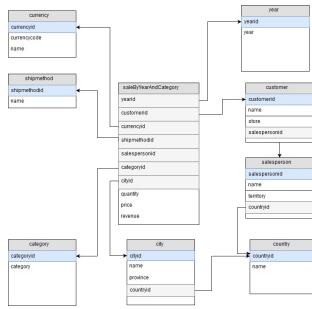 currency
currencyid
currencycode
name
year
yearid
year
shipmethod
shipmethodid
name
saleByYearAndCategory
yearid
customerid
currencyid
shipmethodid
salespersonid
categoryid
cityid
quantity
price
revenue
customer
customerid
name
store
salespersonid
salesperson
salespersonid
name
territory
countryid
category
categoryid
category
city
cityid
name
province
countryid
country
countryid
name